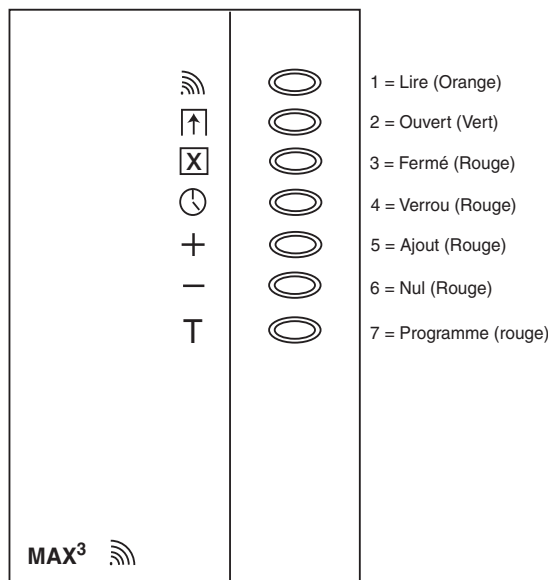 1 = Lire (Orange)
2 = Ouvert (Vert)
X 3 = Fermé (Rouge)
4 = Verrou (Rouge)
+ 5 = Ajout (Rouge)
− 6 = Nul (Rouge)
T 7 = Programme (rouge)
MAX³